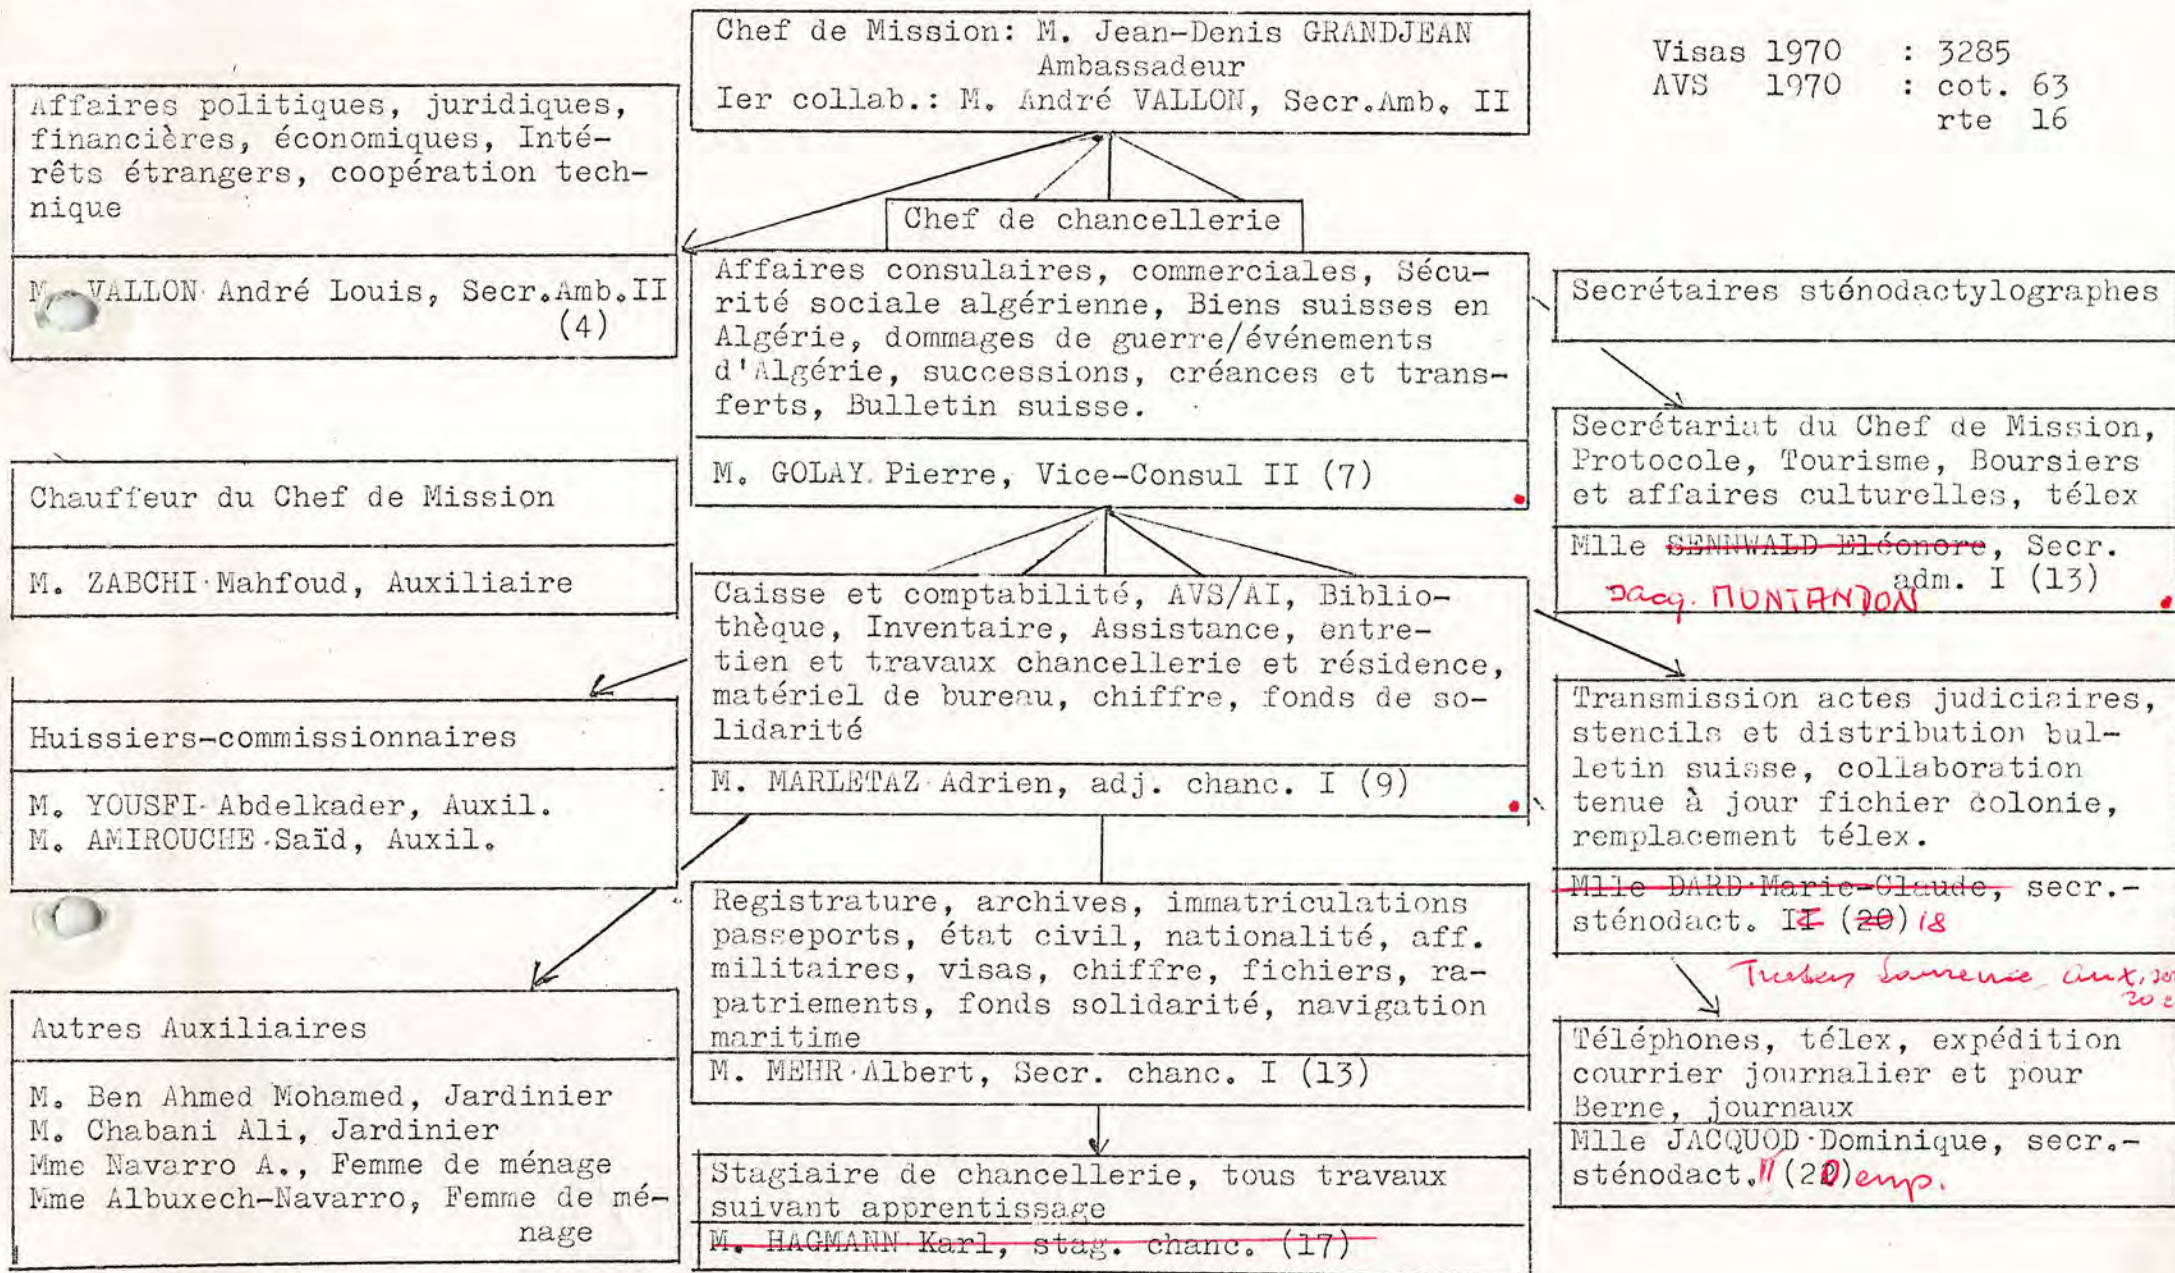 Chef de Mission: M. Jean-Denis GRANDJEAN
Ambassadeur
Ier collab.: M. André VALLON, Secr.Amb. II
Visas 1970 : 3285
AVS 1970 : cot. 63
rte 16
Affaires politiques, juridiques,
financières, économiques, Inté-
rêts étrangers, coopération tech-
nique
M. VALLON André Louis, Secr.Amb.II
(4)
Chef de chancellerie
Affaires consulaires, commerciales, Sécu-
rité sociale algérienne, Biens suisses en
Algérie, dommages de guerre/événements
d'Algérie, successions, créances et trans-
ferts, Bulletin suisse.
M. GOLAY Pierre, Vice-Consul II (7)
Secrétaires sténodactylographes
Secrétariat du Chef de Mission,
Protocole, Tourisme, Boursiers
et affaires culturelles, télex
Mlle SENNWALD Eléonore, Secr.
adm. I (13)
Jacq. MONTANDON
Chauffeur du Chef de Mission
M. ZABCHI Mahfoud, Auxiliaire
Caisse et comptabilité, AVS/AI, Biblio-
thèque, Inventaire, Assistance, entre-
tien et travaux chancellerie et résidence,
matériel de bureau, chiffre, fonds de so-
lidarité
M. MARLETAZ Adrien, adj. chanc. I (9)
Huissiers-commissionnaires
M. YOUSFI Abdelkader, Auxil.
M. AMIROUCHE Saïd, Auxil.
Transmission actes judiciaires,
stencils et distribution bul-
letin suisse, collaboration
tenue à jour fichier colonie,
remplacement télex.
Mlle DARD Marie-Claude, secr.-
sténodact. II (20) 18
aux.
20
Registrature, archives, immatriculations
passeports, état civil, nationalité, aff.
militaires, visas, chiffre, fichiers, ra-
patriements, fonds solidarité, navigation
maritime
M. MEHR Albert, Secr. chanc. I (13)
Autres Auxiliaires
M. Ben Ahmed Mohamed, Jardinier
M. Chabani Ali, Jardinier
Mme Navarro A., Femme de ménage
Mme Albuxech-Navarro, Femme de mé-
nage
Téléphones, télex, expédition
courrier journalier et pour
Berne, journaux
Mlle JACQUOD Dominique, secr.-
sténodact. II (20) emp.
Stagiaire de chancellerie, tous travaux
suivant apprentissage
M. HAGMANN Karl, stag. chanc. (17)